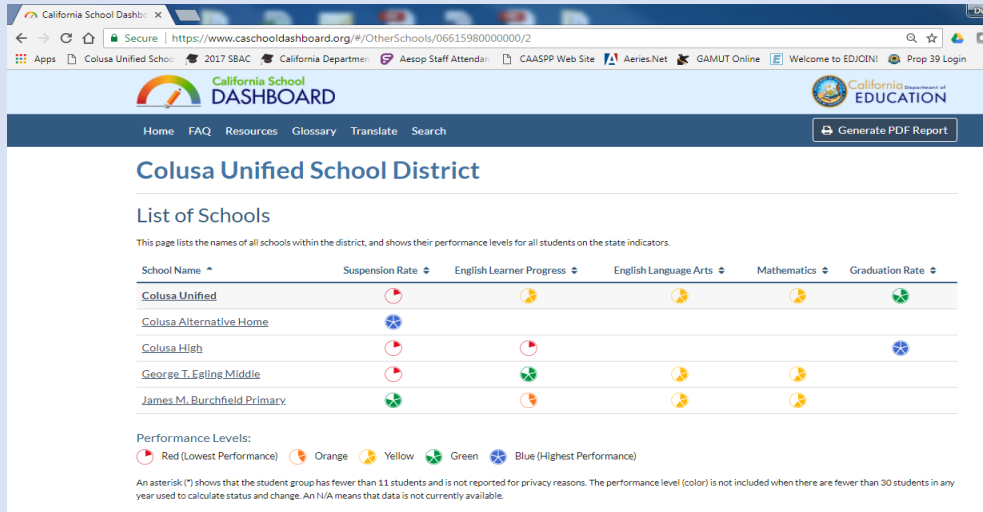 California School Dashbo
Secure | https://www.caschooldashboard.org/#/OtherSchools/06615980000000/2
Apps Colusa Unified Schoo 2017 SBAC California Departmen Aesop Staff Attendan CAASPP Web Site Aeries.Net GAMUT Online Welcome to EDJOIN! Prop 39 Login
California School
DASHBOARD
California Department of
EDUCATION
Home FAQ Resources Glossary Translate Search
Generate PDF Report
Colusa Unified School District
List of Schools
This page lists the names of all schools within the district, and shows their performance levels for all students on the state indicators.
School Name Suspension Rate English Learner Progress English Language Arts Mathematics Graduation Rate
Colusa Unified
Colusa Alternative Home
Colusa High
George T. Egling Middle
James M. Burchfield Primary
Performance Levels:
Red (Lowest Performance) Orange Yellow Green Blue (Highest Performance)
An asterisk (*) shows that the student group has fewer than 11 students and is not reported for privacy reasons. The performance level (color) is not included when there are fewer than 30 students in any
year used to calculate status and change. An N/A means that data is not currently available.